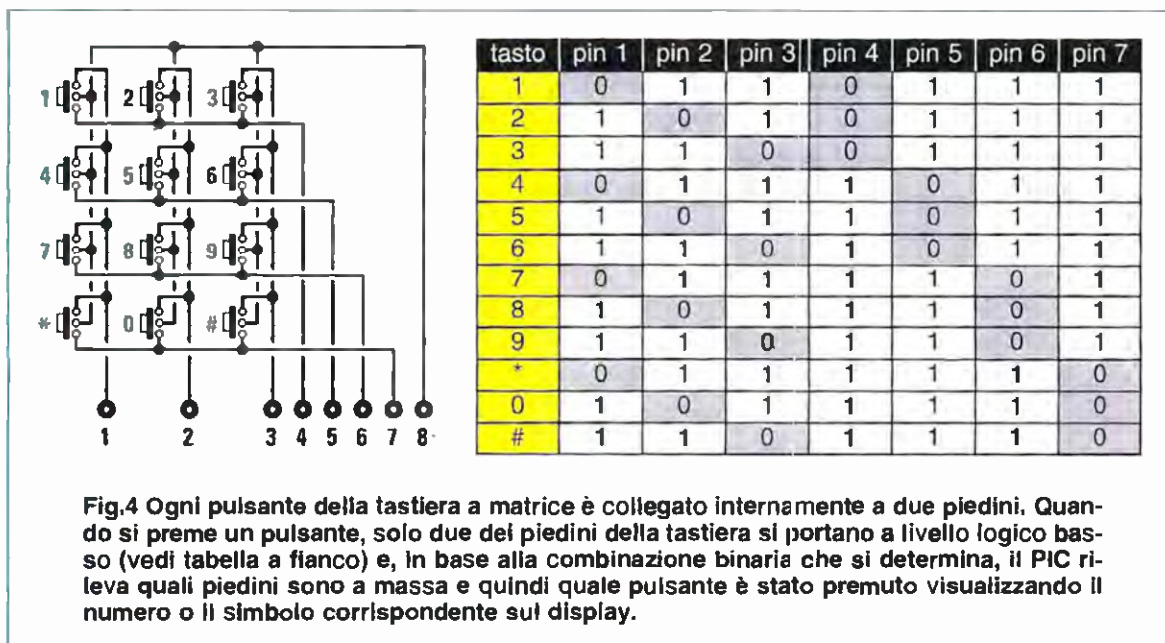 1 2 3
4 5 6
7 8 9
* 0 #
1 2 3 4 5 6 7 8
tasto pin 1 pin 2 pin 3 pin 4 pin 5 pin 6 pin 7
1 0 1 1 0 1 1 1
2 1 0 1 0 1 1 1
3 1 1 0 0 1 1 1
4 0 1 1 1 0 1 1
5 1 0 1 1 0 1 1
6 1 1 0 1 0 1 1
7 0 1 1 1 1 0 1
8 1 0 1 1 1 0 1
9 1 1 0 1 1 0 1
* 0 1 1 1 1 1 0
0 1 0 1 1 1 1 0
# 1 1 0 1 1 1 0
Fig.4 Ogni pulsante della tastiera a matrice è collegato internamente a due piedini. Quan-
do si preme un pulsante, solo due dei piedini della tastiera si portano a livello logico bas-
so (vedi tabella a fianco) e, in base alla combinazione binaria che si determina, il PIC ri-
leva quali piedini sono a massa e quindi quale pulsante è stato premuto visualizzando il
numero o il simbolo corrispondente sul display.